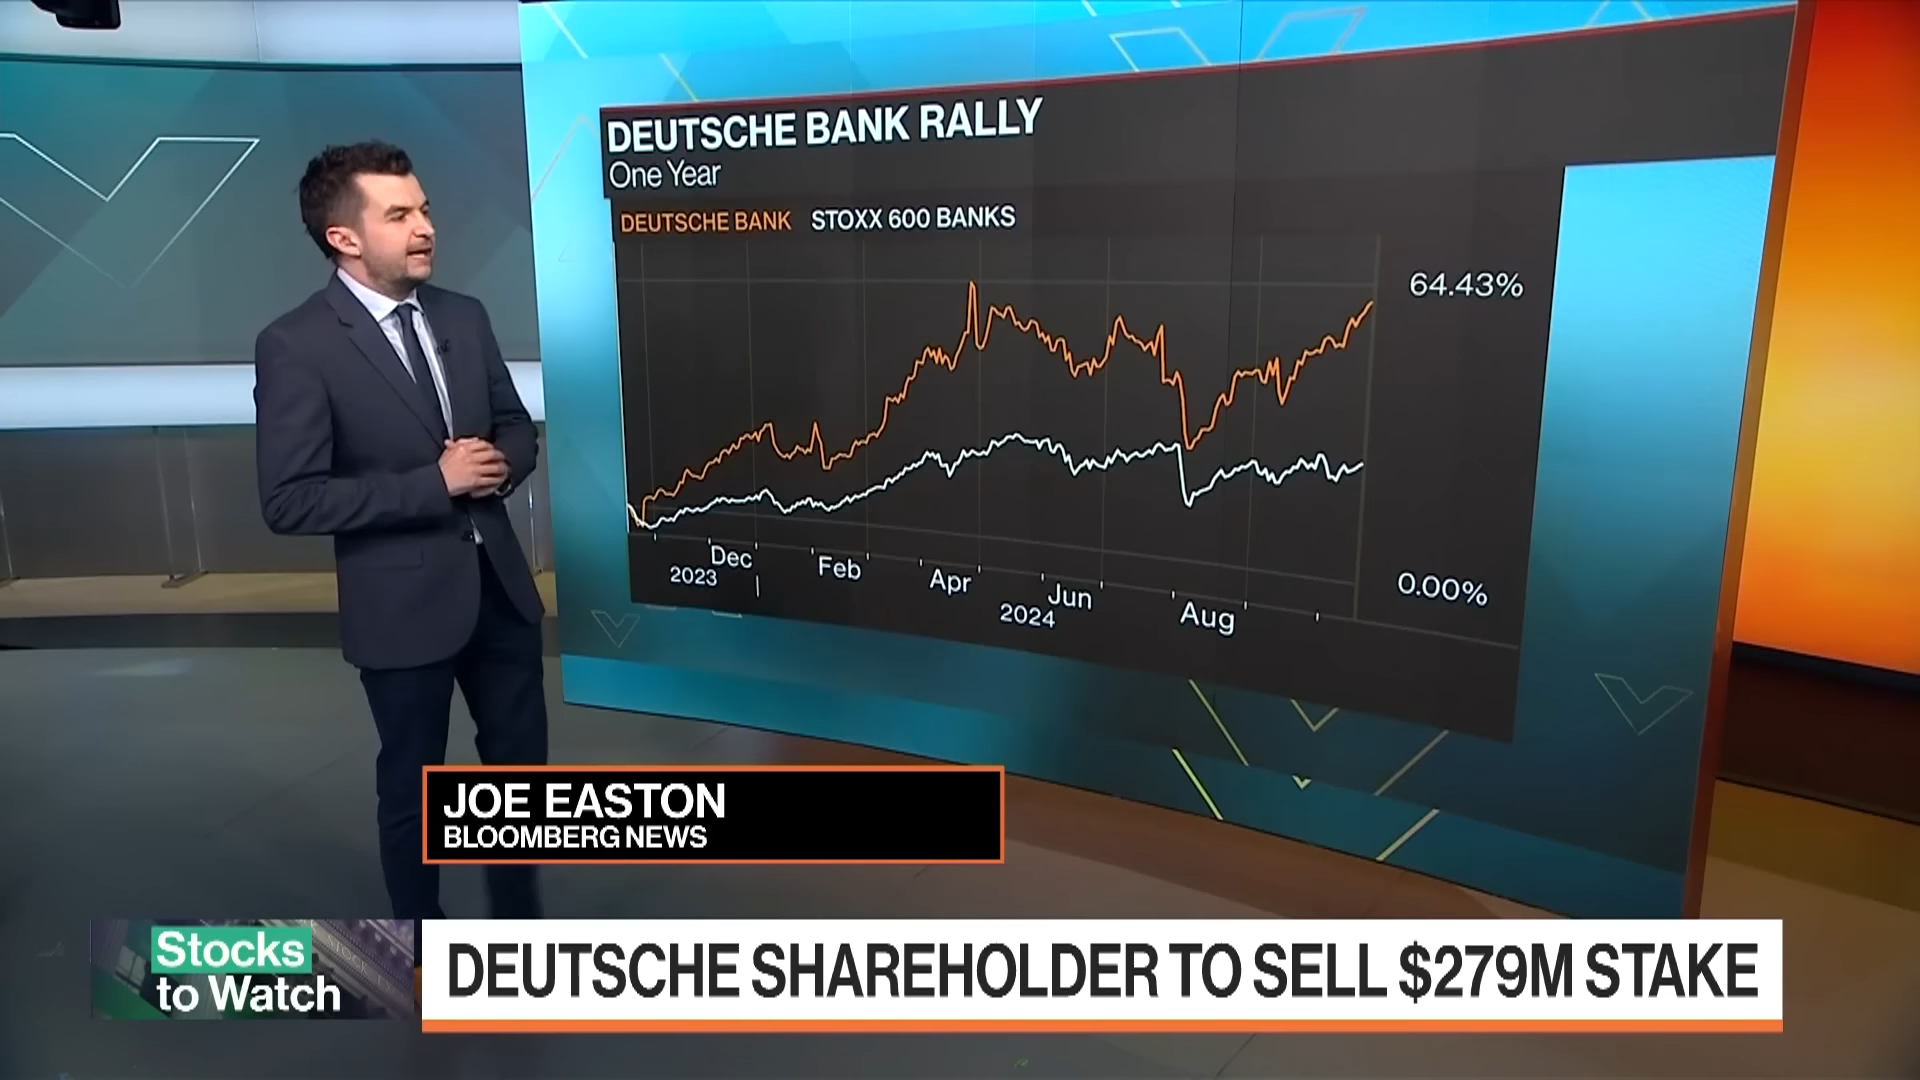 DEUTSCHE BANK RALLY
One Year
DEUTSCHE BANK STOXX 600 BANKS
64.43%
0.00%
Dec Feb Apr Jun Aug
2023 2024
JOE EASTON
BLOOMBERG NEWS
Stocks
to Watch
DEUTSCHE SHAREHOLDER TO SELL $279M STAKE